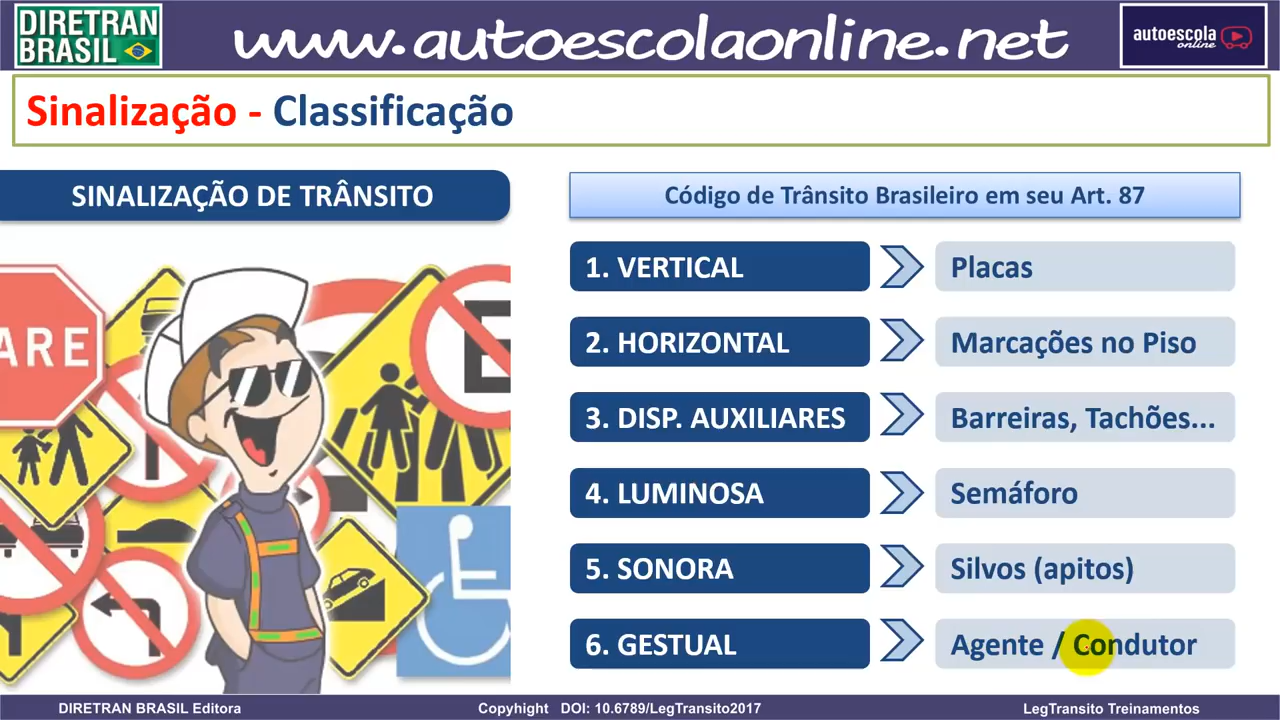 DIRETRAN
BRASIL
www.autoescolaonline.net
autoescola
online
Sinalização - Classificação
SINALIZAÇÃO DE TRÂNSITO
ARE
E
Código de Trânsito Brasileiro em seu Art. 87
1. VERTICAL
Placas
2. HORIZONTAL
Marcações no Piso
3. DISP. AUXILIARES
Barreiras, Tachões...
4. LUMINOSA
Semáforo
5. SONORA
Silvos (apitos)
6. GESTUAL
Agente / Condutor
DIRETRAN BRASIL Editora
Copyhight DOI: 10.6789/LegTransito2017
LegTransito Treinamentos